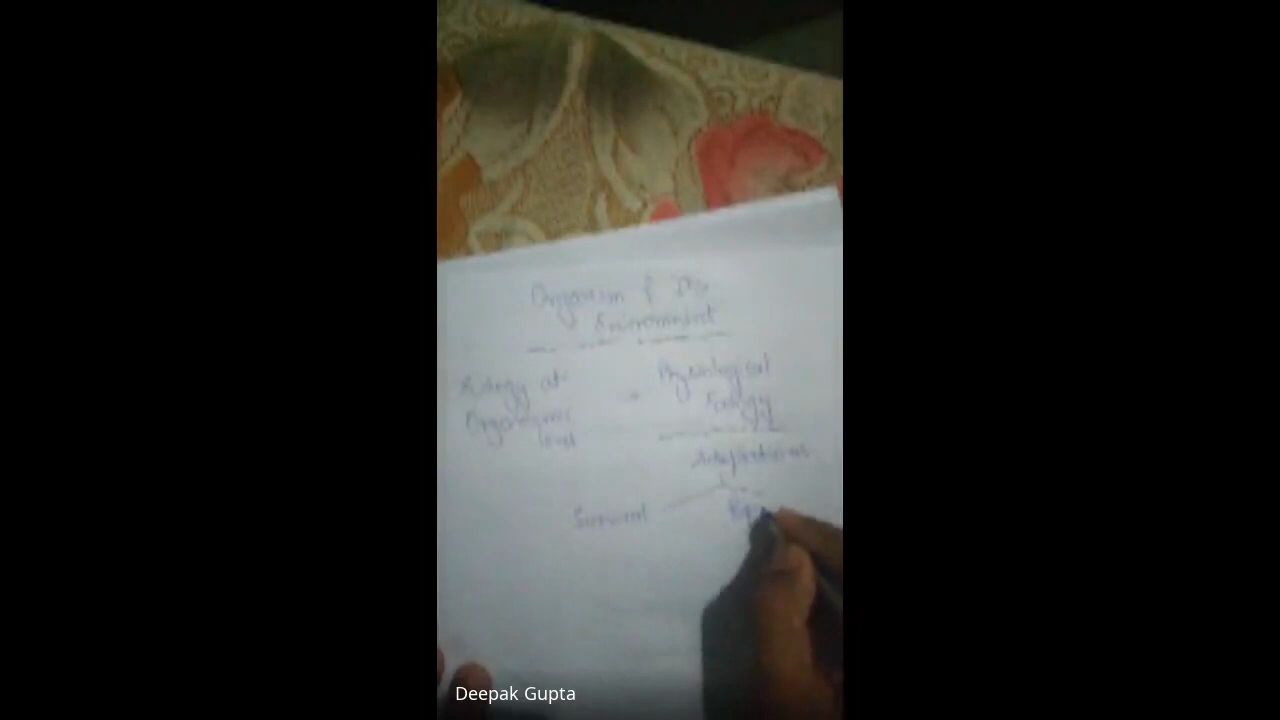 Organism & Its
Environment
Ecology at = Physiological
Organismic Ecology
level
Adaptations
Survival
Deepak Gupta